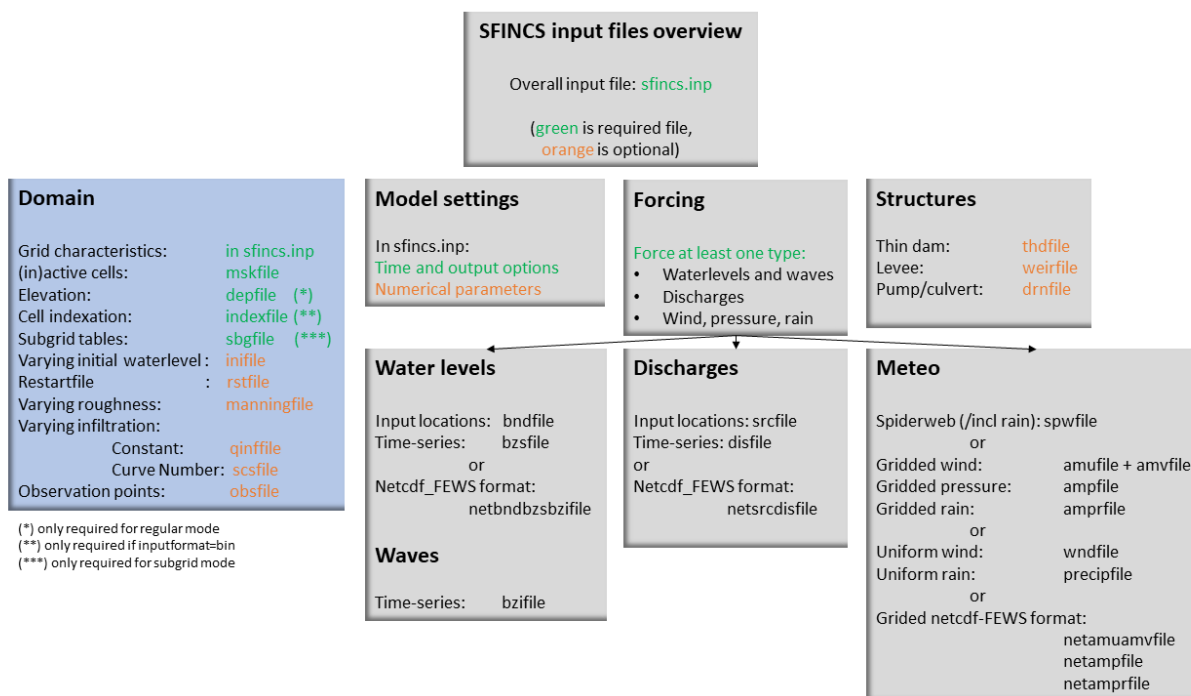 SFINCS input files overview
Overall input file: sfincs.inp
(green is required file,
orange is optional)
Domain
Grid characteristics: in sfincs.inp
(in)active cells: mskfile
Elevation: depfile (*)
Cell indexation: indexfile (**)
Subgrid tables: sbgfile (***)
Varying initial waterlevel : inifile
Restartfile : rstfile
Varying roughness: manningfile
Varying infiltration:
Constant: qinffile
Curve Number: scsfile
Observation points: obsfile
(*) only required for regular mode
(**) only required if inputformat=bin
(***) only required for subgrid mode
Model settings
In sfincs.inp:
Time and output options
Numerical parameters
Forcing
Force at least one type:
• Waterlevels and waves
• Discharges
• Wind, pressure, rain
Structures
Thin dam: thdfile
Levee: weirfile
Pump/culvert: drnfile
Water levels
Input locations: bndfile
Time-series: bzsfile
or
Netcdf_FEWS format:
netbndbzsbzifile
Waves
Time-series: bzifile
Discharges
Input locations: srcfile
Time-series: disfile
or
Netcdf_FEWS format:
netsrcdisfile
Meteo
Spiderweb (/incl rain): spwfile
or
Gridded wind: amufile + amvfile
Gridded pressure: ampfile
Gridded rain: amprfile
or
Uniform wind: wndfile
Uniform rain: precipfile
or
Grided netcdf-FEWS format:
netamuamvfile
netampfile
netamprfile